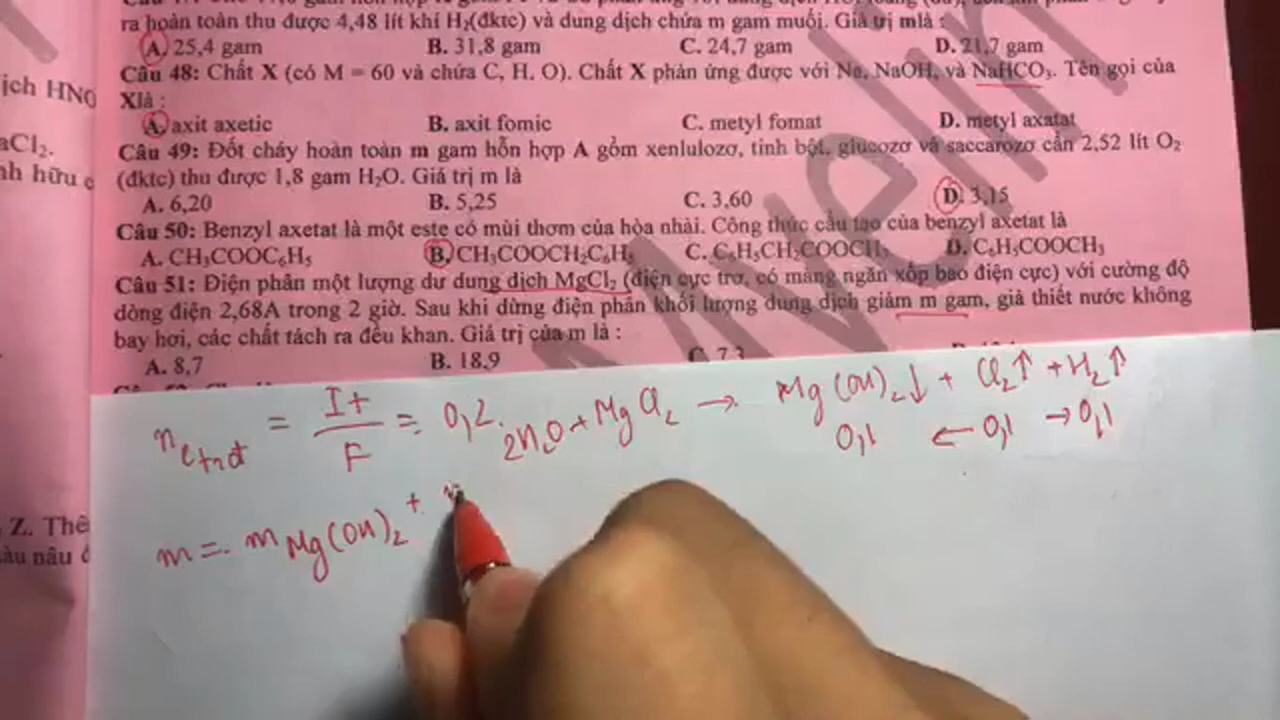 ra hoàn toàn thu được 4,48 lít khí H₂(đktc) và dung dịch chứa m gam muối. Giá trị mlà :
A. 25,4 gam B. 31,8 gam C. 24,7 gam D. 21,7 gam
Câu 48: Chất X (có M = 60 và chứa C, H, O). Chất X phản ứng được với Na, NaOH, và NaHCO₃. Tên gọi của
Xlà :
A. axit axetic B. axit fomic C. metyl fomat D. metyl axatat
Câu 49: Đốt cháy hoàn toàn m gam hỗn hợp A gồm xenlulozơ, tinh bột, glucozơ và saccarozơ cần 2,52 lít O₂
(đktc) thu được 1,8 gam H₂O. Giá trị m là
A. 6,20 B. 5,25 C. 3,60 D. 3,15
Câu 50: Benzyl axetat là một este có mùi thơm của hòa nhài. Công thức cấu tạo của benzyl axetat là
A. CH₃COOC₆H₅ B. CH₃COOCH₂C₆H₅ C. C₆H₅CH₂COOCH₃ D. C₆H₅COOCH₃
Câu 51: Điện phân một lượng dư dung dịch MgCl₂ (điện cực trơ, có màng ngăn xốp bao điện cực) với cường độ
dòng điện 2,68A trong 2 giờ. Sau khi dừng điện phân khối lượng dung dịch giảm m gam, giả thiết nước không
bay hơi, các chất tách ra đều khan. Giá trị của m là :
A. 8,7 B. 18,9 C. 7,3
ịch HNO
aCl₂.
nh hữu c
Z. Thê
àu nâu đ
n etrđ = It/F = 0,2. 2H₂O + MgCl₂ → Mg(OH)₂↓ + Cl₂↑ + H₂↑
0,1 ← 0,1 → 0,1
m = m Mg(OH)₂ +